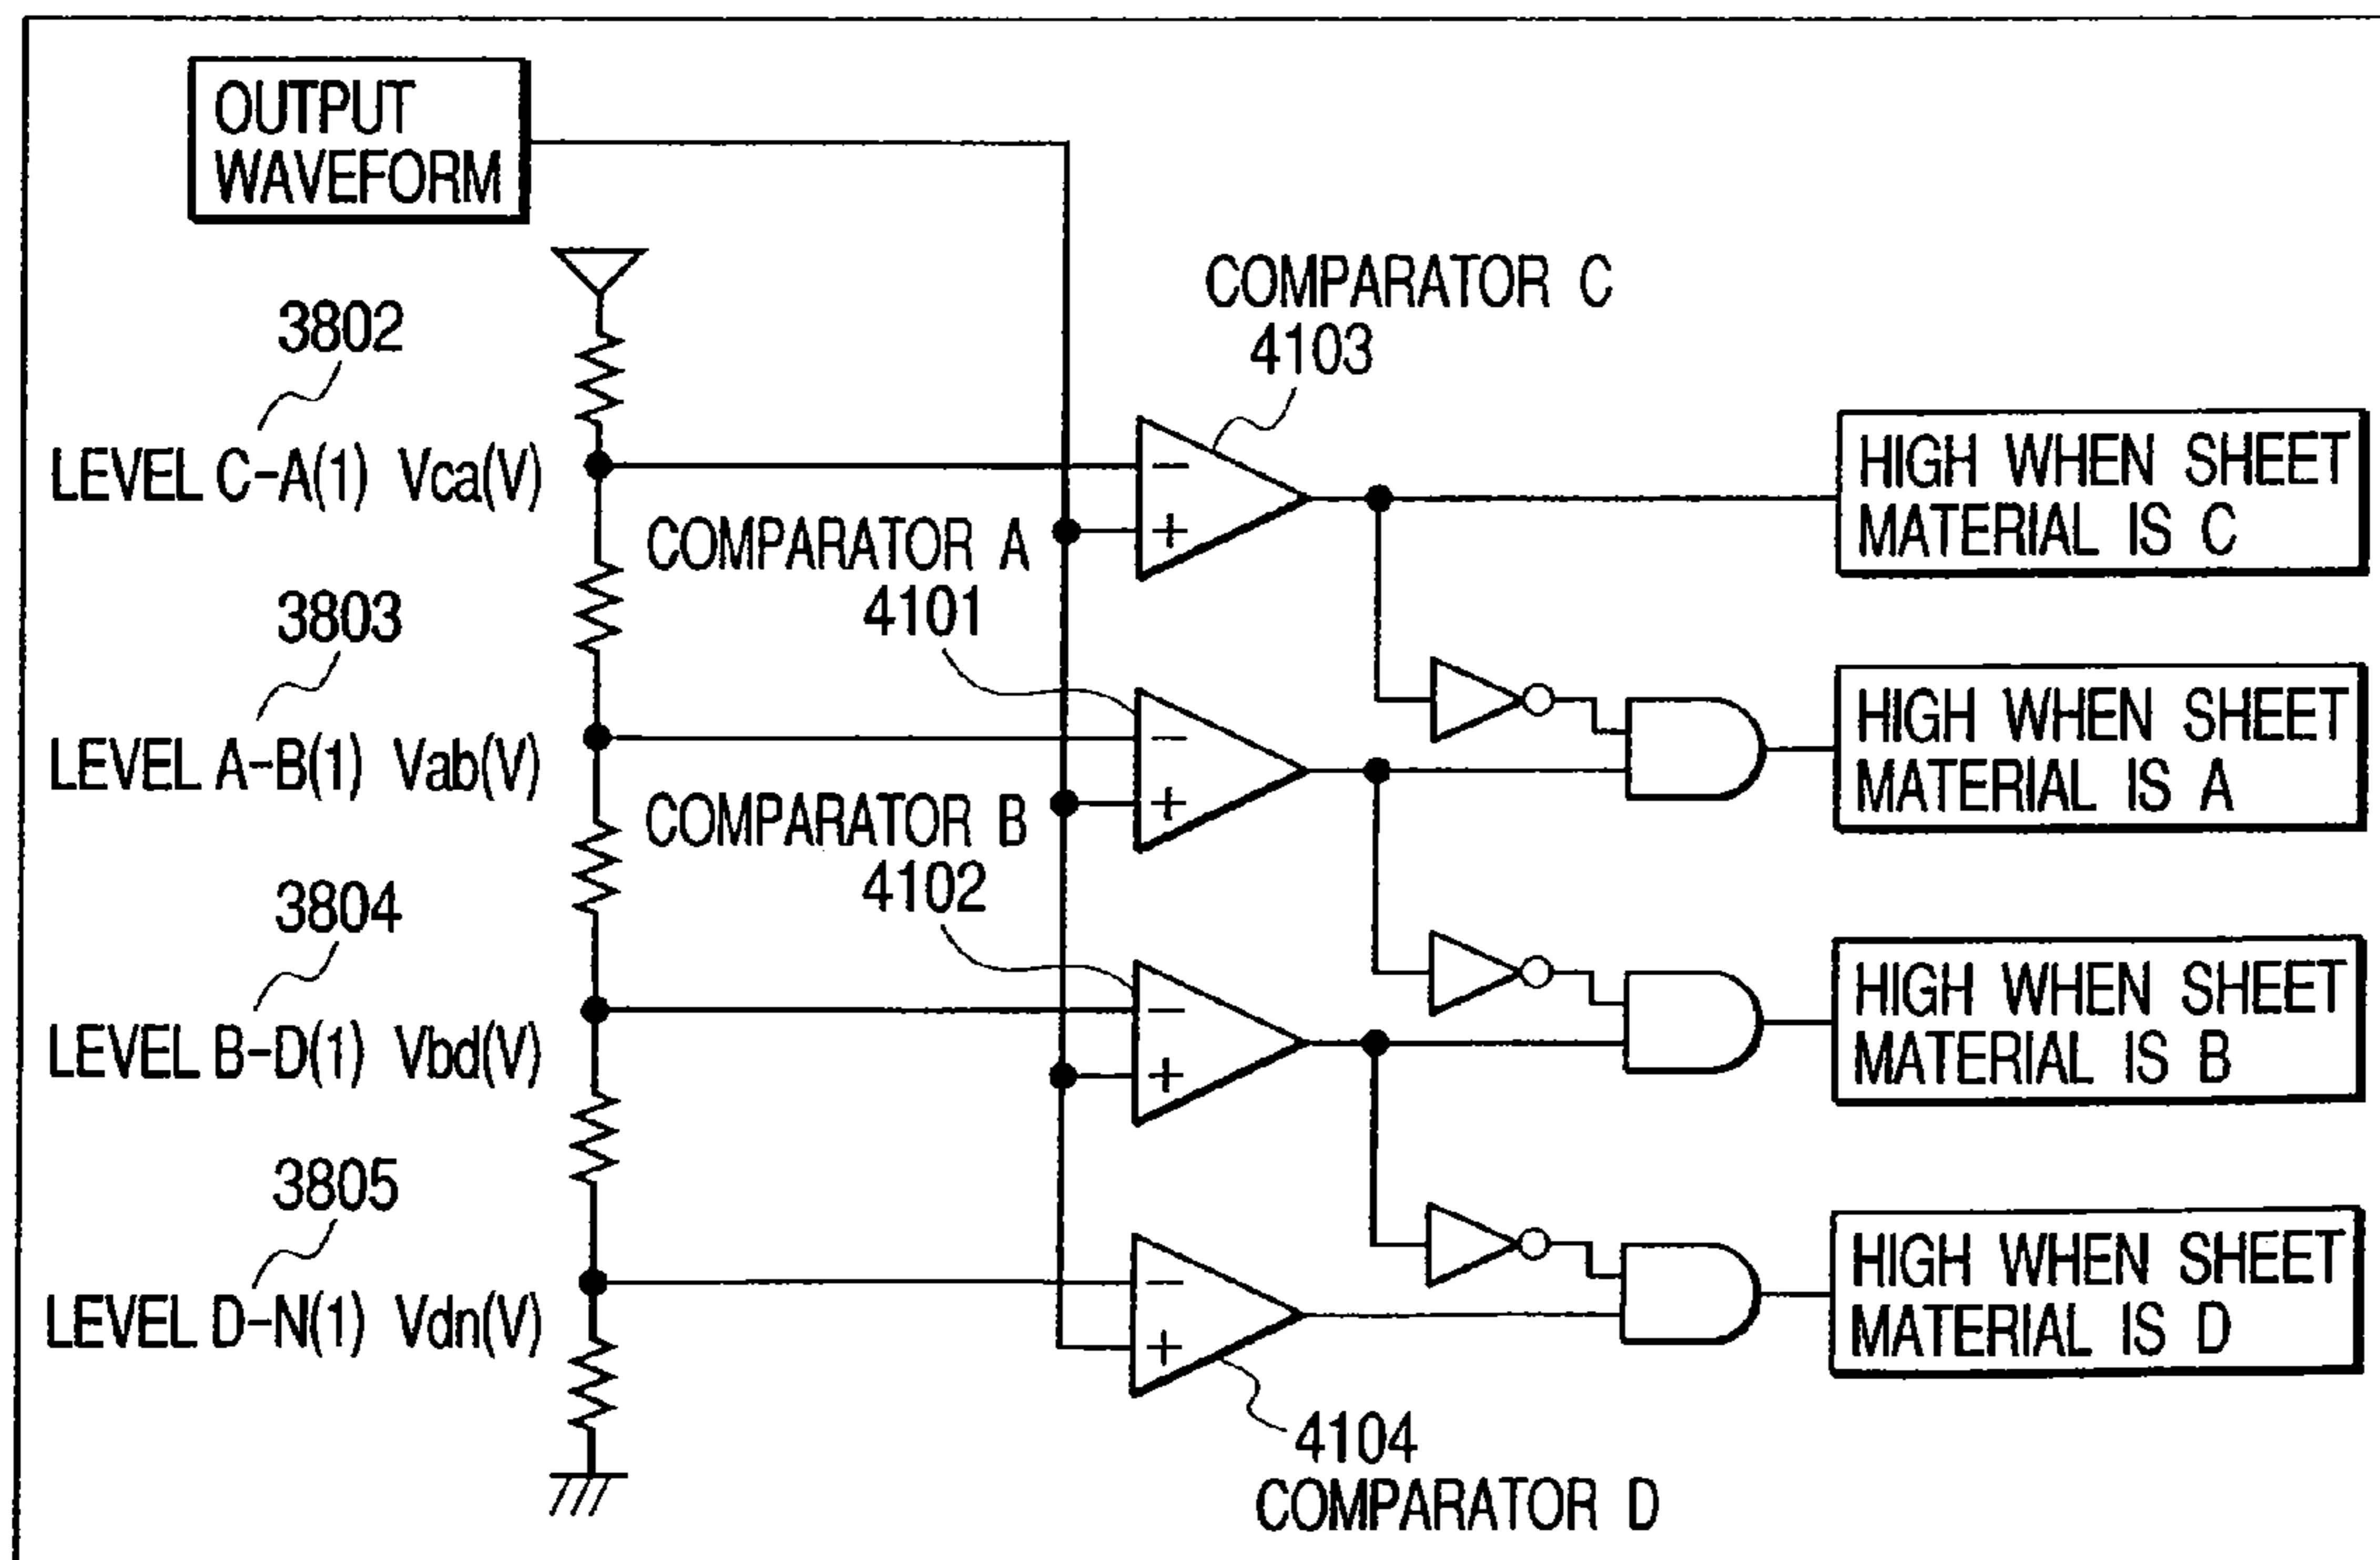 OUTPUT
WAVEFORM
COMPARATOR C
4103
3802
LEVEL C-A(1) Vca(V)
HIGH WHEN SHEET
MATERIAL IS C
COMPARATOR A
4101
3803
LEVEL A-B(1) Vab(V)
HIGH WHEN SHEET
MATERIAL IS A
COMPARATOR B
4102
3804
LEVEL B-D(1) Vbd(V)
HIGH WHEN SHEET
MATERIAL IS B
3805
LEVEL D-N(1) Vdn(V)
HIGH WHEN SHEET
MATERIAL IS D
4104
COMPARATOR D
−
+
−
+
−
+
−
+